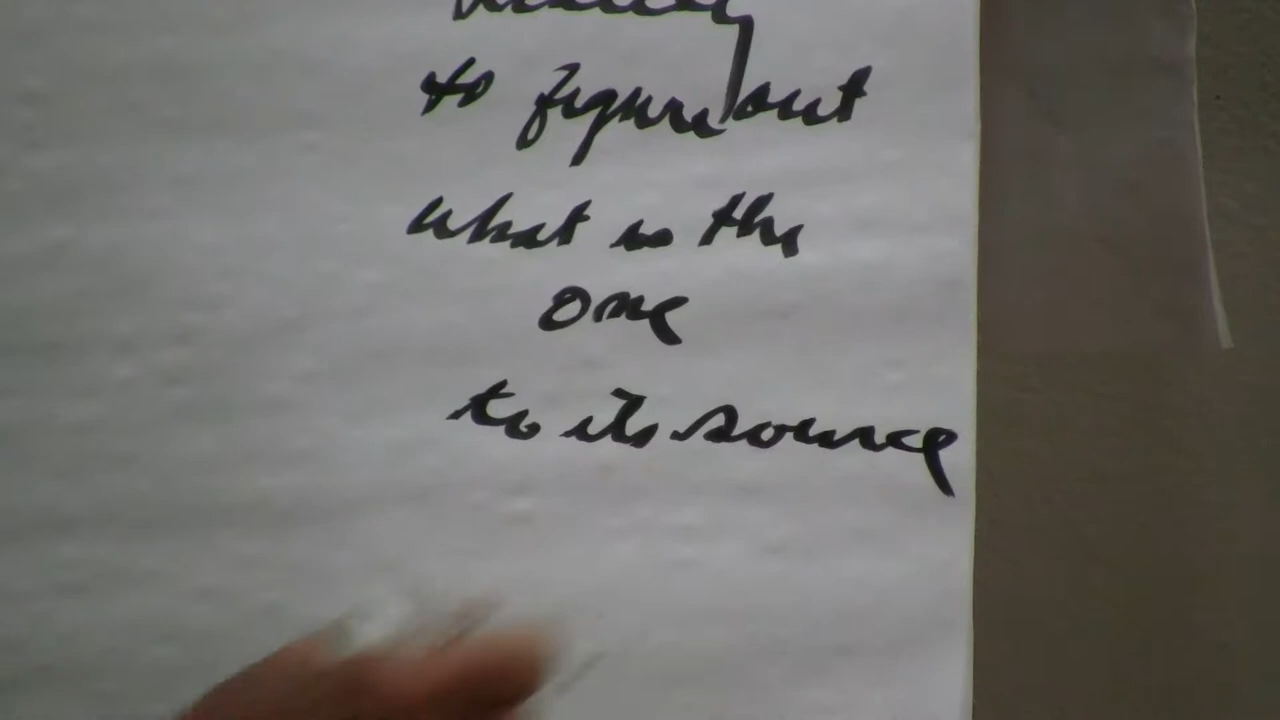 to figure out
what is the
one
to its source